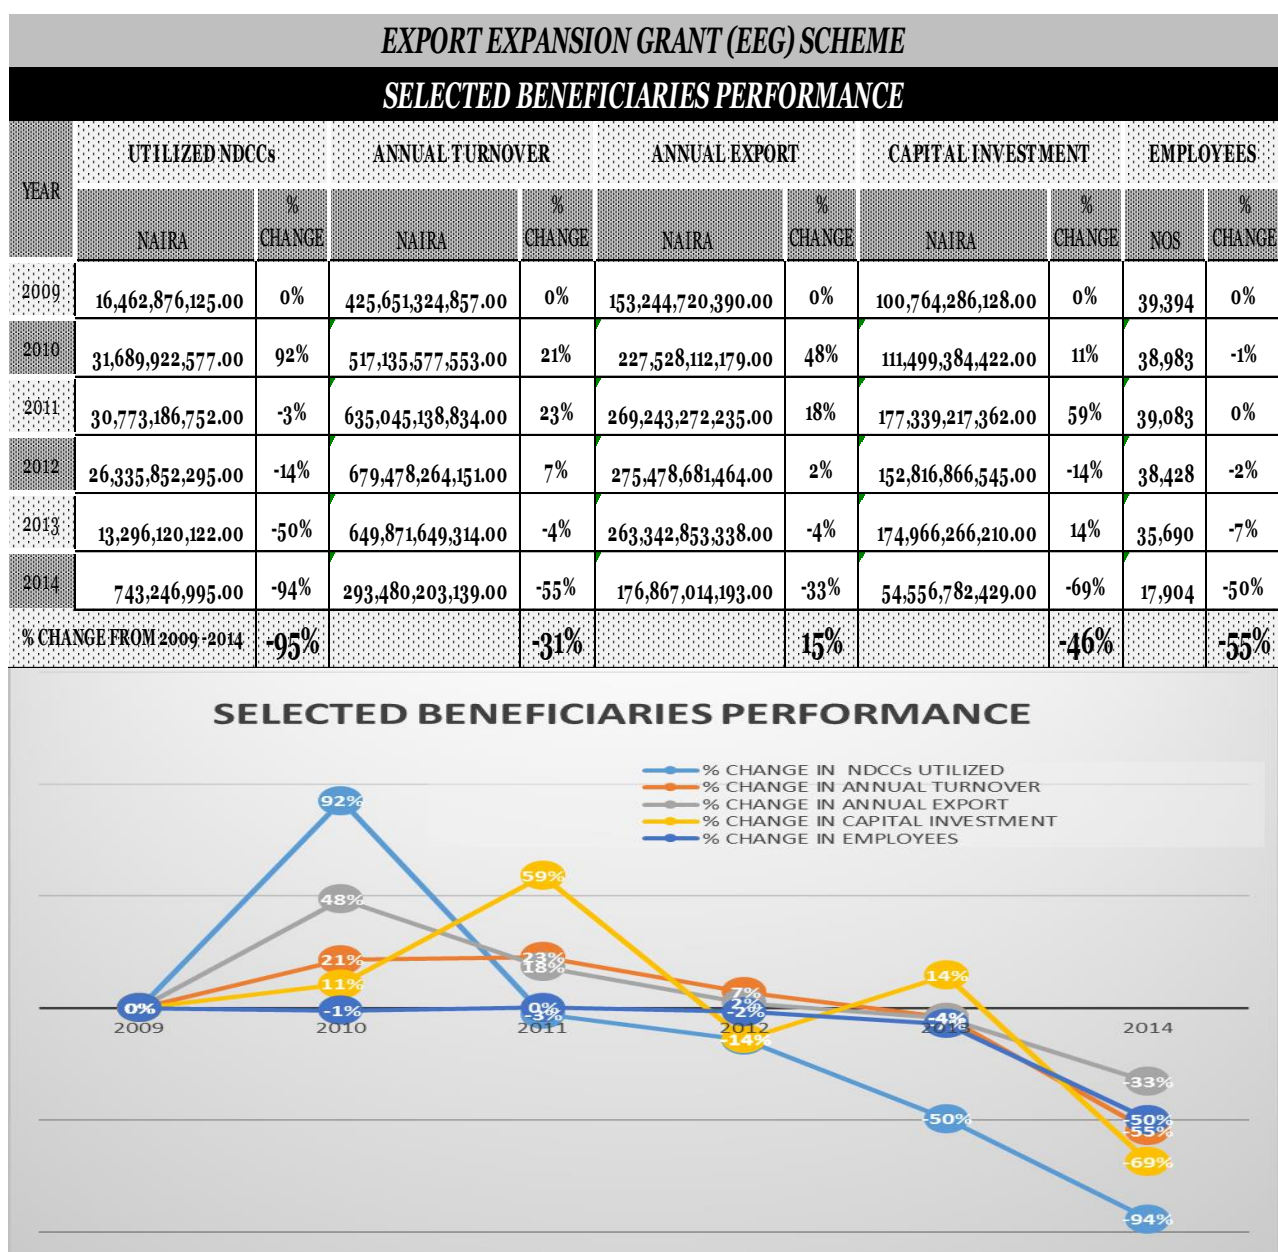 EXPORT EXPANSION GRANT (EEG) SCHEME
SELECTED BENEFICIARIES PERFORMANCE
YEAR UTILIZED NDCCs ANNUAL TURNOVER ANNUAL EXPORT CAPITAL INVESTMENT EMPLOYEES
NAIRA % CHANGE NAIRA % CHANGE NAIRA % CHANGE NAIRA % CHANGE NOS % CHANGE
2009 16,462,876,125.00 0% 425,651,324,857.00 0% 153,244,720,390.00 0% 100,764,286,128.00 0% 39,394 0%
2010 31,689,922,577.00 92% 517,135,577,553.00 21% 227,528,112,179.00 48% 111,499,384,422.00 11% 38,983 -1%
2011 30,773,186,752.00 -3% 635,045,138,834.00 23% 269,243,272,235.00 18% 177,339,217,362.00 59% 39,083 0%
2012 26,335,852,295.00 -14% 679,478,264,151.00 7% 275,478,681,464.00 2% 152,816,866,545.00 -14% 38,428 -2%
2013 13,296,120,122.00 -50% 649,871,649,314.00 -4% 263,342,853,338.00 -4% 174,966,266,210.00 14% 35,690 -7%
2014 743,246,995.00 -94% 293,480,203,139.00 -55% 176,867,014,193.00 -33% 54,556,782,429.00 -69% 17,904 -50%
% CHANGE FROM 2009 -2014 -95% -31% 15% -46% -55%
SELECTED BENEFICIARIES PERFORMANCE
% CHANGE IN NDCCs UTILIZED
% CHANGE IN ANNUAL TURNOVER
% CHANGE IN ANNUAL EXPORT
% CHANGE IN CAPITAL INVESTMENT
% CHANGE IN EMPLOYEES
92%
59%
48%
21%
23%
18%
11%
14%
7%
2%
0%
-1%
0%
-3%
-2%
-4%
-14%
2009 2010 2011 2012 2013 2014
-33%
-50%
-50%
-55%
-69%
-94%